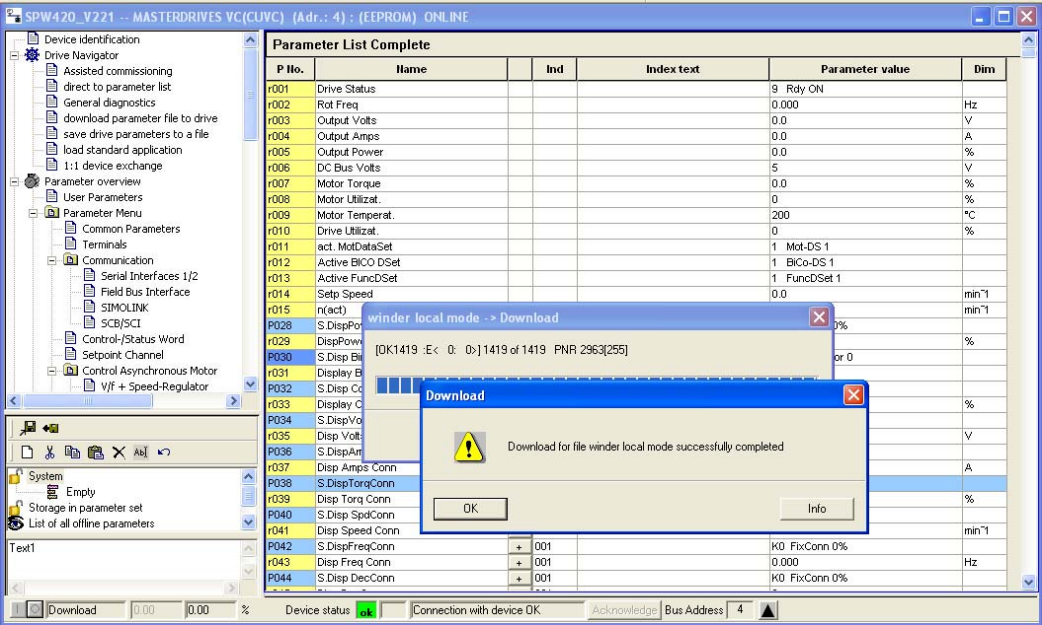 SPW420_V221 -- MASTERDRIVES VC(CUVC) (Adr.: 4) : (EEPROM) ONLINE
Device identification
Drive Navigator
Assisted commissioning
direct to parameter list
General diagnostics
download parameter file to drive
save drive parameters to a file
load standard application
1:1 device exchange
Parameter overview
User Parameters
Parameter Menu
Common Parameters
Terminals
Communication
Serial Interfaces 1/2
Field Bus Interface
SIMOLINK
SCB/SCI
Control-/Status Word
Setpoint Channel
Control Asynchronous Motor
V/f + Speed-Regulator
System
Empty
Storage in parameter set
List of all offline parameters
Text1
Parameter List Complete
P No. Name Ind Index text Parameter value Dim
r001 Drive Status 9 Rdy ON
r002 Rot Freq 0.000 Hz
r003 Output Volts 0.0 V
r004 Output Amps 0.0 A
r005 Output Power 0.0 %
r006 DC Bus Volts 5 V
r007 Motor Torque 0.0 %
r008 Motor Utilizat. 0 %
r009 Motor Temperat. 200 °C
r010 Drive Utilizat. 0 %
r011 act. MotDataSet 1 Mot-DS 1
r012 Active BICO DSet 1 BiCo-DS 1
r013 Active FuncDSet 1 FuncDSet 1
r014 Setp Speed 0.0 min^1
r015 n(act) min^1
P028 S.DispPo 0%
r029 DispPow %
P030 S.Disp Bi or 0
r031 Display B
P032 S.Disp Co
r033 Display C %
P034 S.DispVo
r035 Disp Volt V
P036 S.DispAm
r037 Disp Amps Conn A
P038 S.DispTorqConn
r039 Disp Torq Conn %
P040 S.Disp SpdConn
r041 Disp Speed Conn min^1
P042 S.DispFreqConn + 001 K0 FixConn 0%
r043 Disp Freq Conn + 001 0.000 Hz
P044 S.Disp DecConn + 001 K0 FixConn 0%
winder local mode -> Download
[OK1419 :E< 0: 0>] 1419 of 1419 PNR 2963[255]
Download
Download for file winder local mode successfully completed
OK Info
Download 0.00 0.00 % Device status ok Connection with device OK Acknowledge Bus Address 4